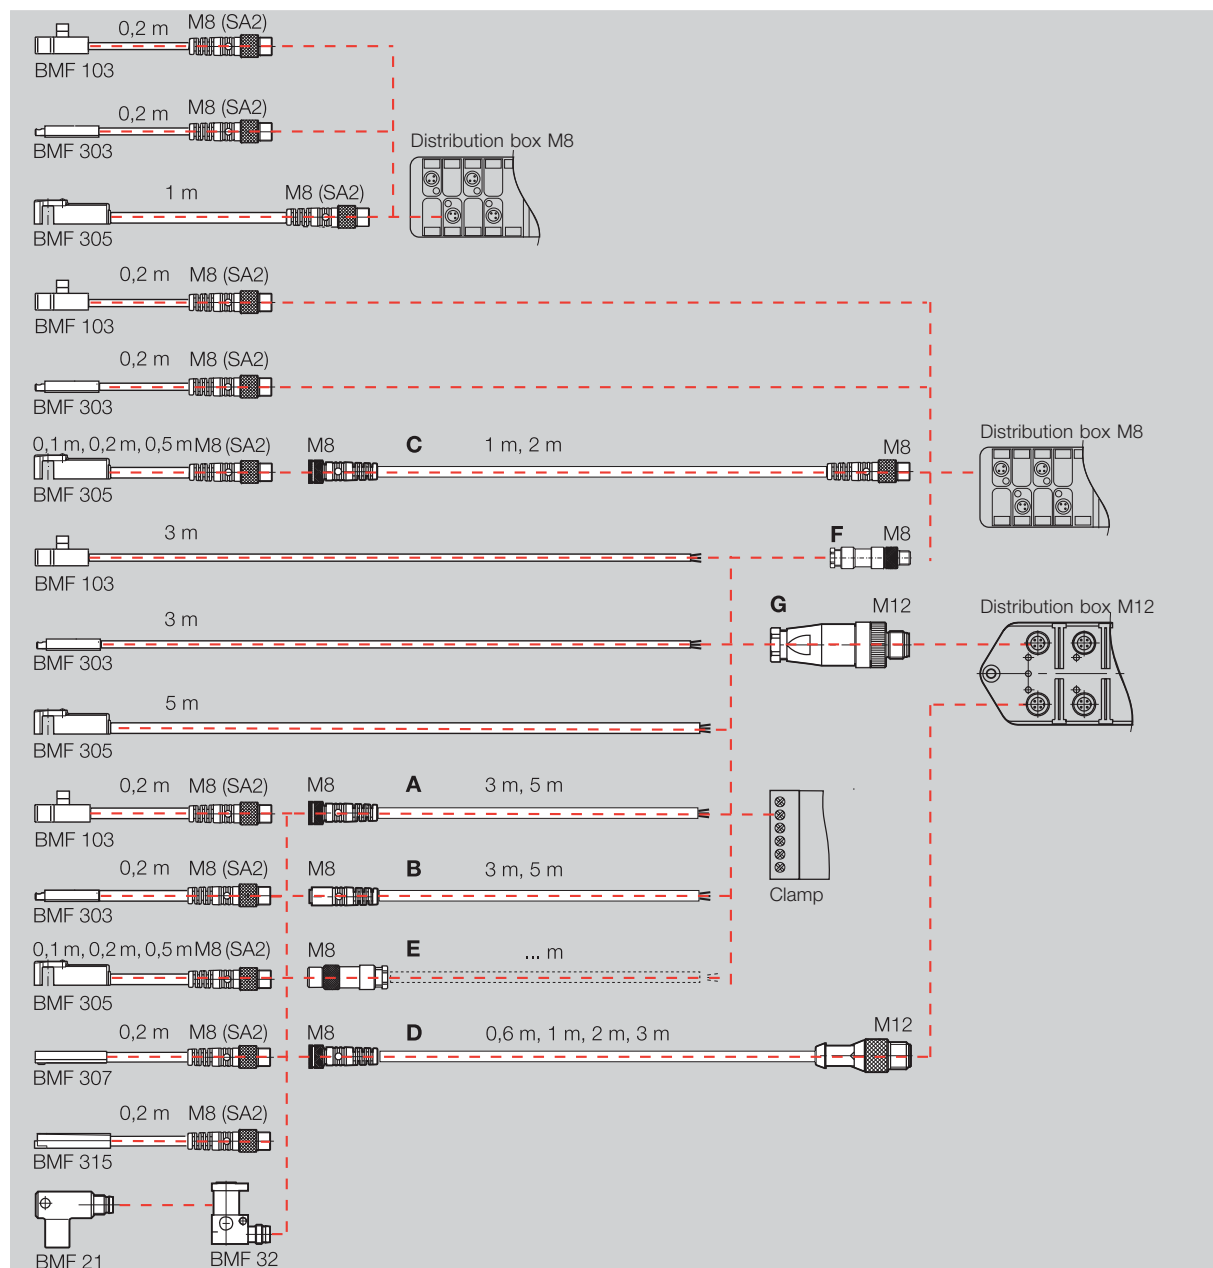 0,2 m M8 (SA2)
BMF 103
0,2 m M8 (SA2)
BMF 303
Distribution box M8
1 m M8 (SA2)
BMF 305
0,2 m M8 (SA2)
BMF 103
0,2 m M8 (SA2)
BMF 303
0,1 m, 0,2 m, 0,5 m M8 (SA2) M8 C 1 m, 2 m M8
Distribution box M8
BMF 305
3 m F M8
BMF 103
3 m G M12 Distribution box M12
BMF 303
5 m
BMF 305
0,2 m M8 (SA2) M8 A 3 m, 5 m
BMF 103
0,2 m M8 (SA2) M8 B 3 m, 5 m
Clamp
BMF 303
0,1 m, 0,2 m, 0,5 m M8 (SA2) M8 E ... m
BMF 305
0,2 m M8 (SA2) M8 D 0,6 m, 1 m, 2 m, 3 m M12
BMF 307
0,2 m M8 (SA2)
BMF 315
BMF 21 BMF 32